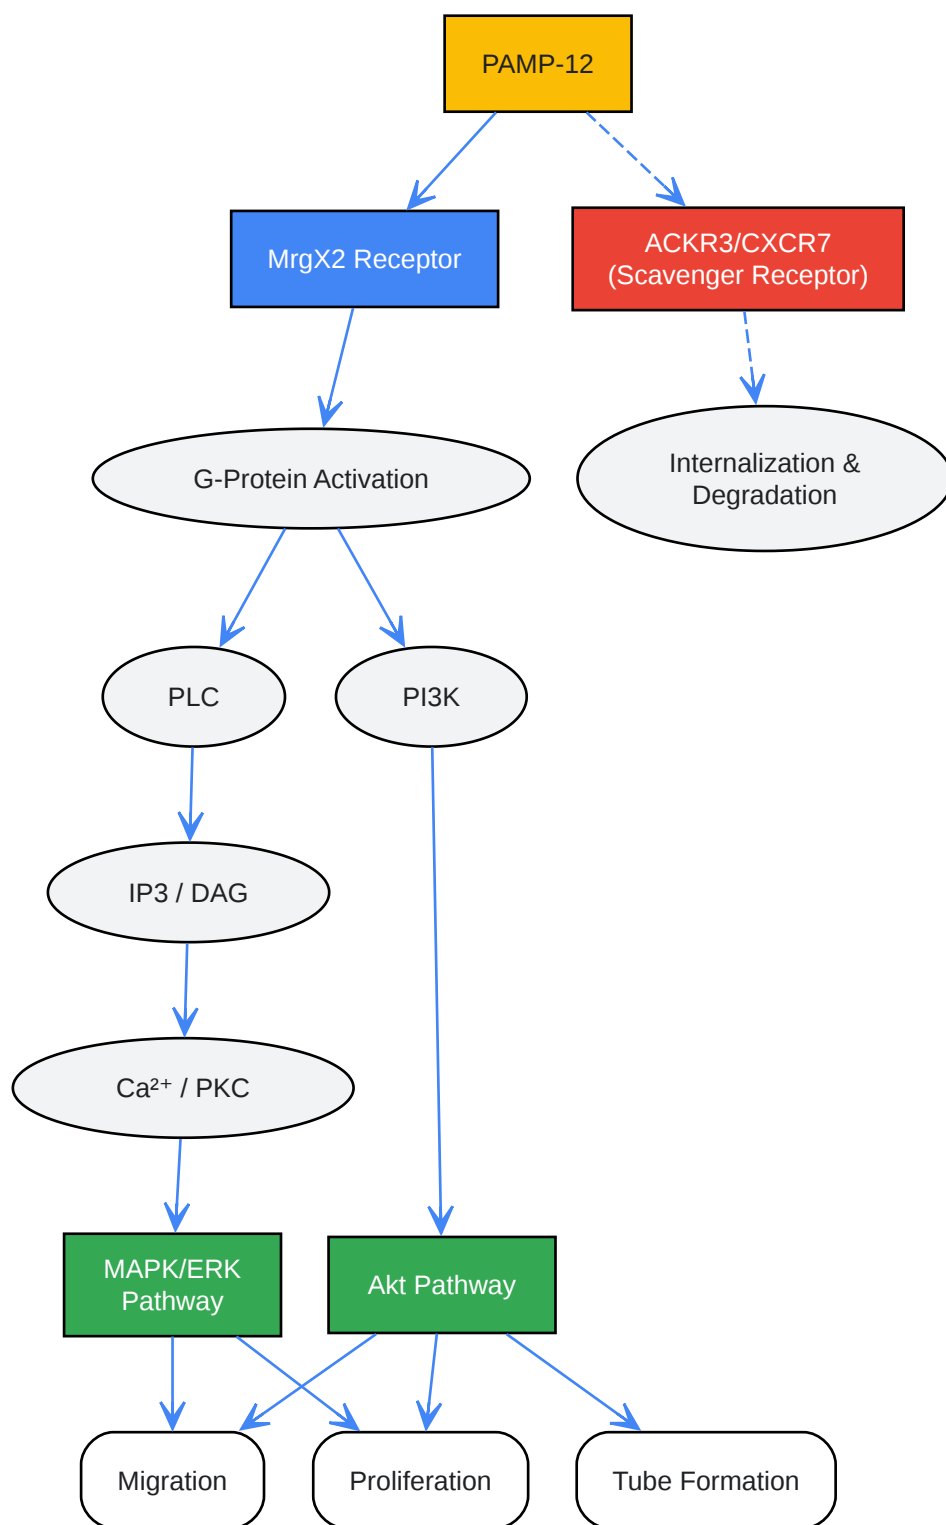 PAMP-12
MrgX2 Receptor
ACKR3/CXCR7
(Scavenger Receptor)
G-Protein Activation
Internalization &
Degradation
PLC
PI3K
IP3 / DAG
Ca²⁺ / PKC
MAPK/ERK
Pathway
Akt Pathway
Migration
Proliferation
Tube Formation